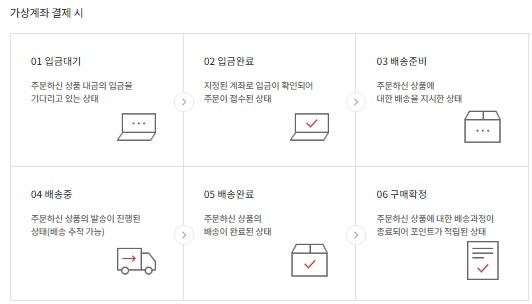 가상계좌 결제 시
01 입금대기
주문하신 상품 대금의 입금을
기다리고 있는 상태
02 입금완료
지정된 계좌로 입금이 확인되어
주문이 접수된 상태
03 배송준비
주문하신 상품에
대한 배송을 지시한 상태
04 배송중
주문하신 상품의 발송이 진행된
상태(배송 추적 가능)
05 배송완료
주문하신 상품의
배송이 완료된 상태
06 구매확정
주문하신 상품에 대한 배송과정이
종료되어 포인트가 적립된 상태